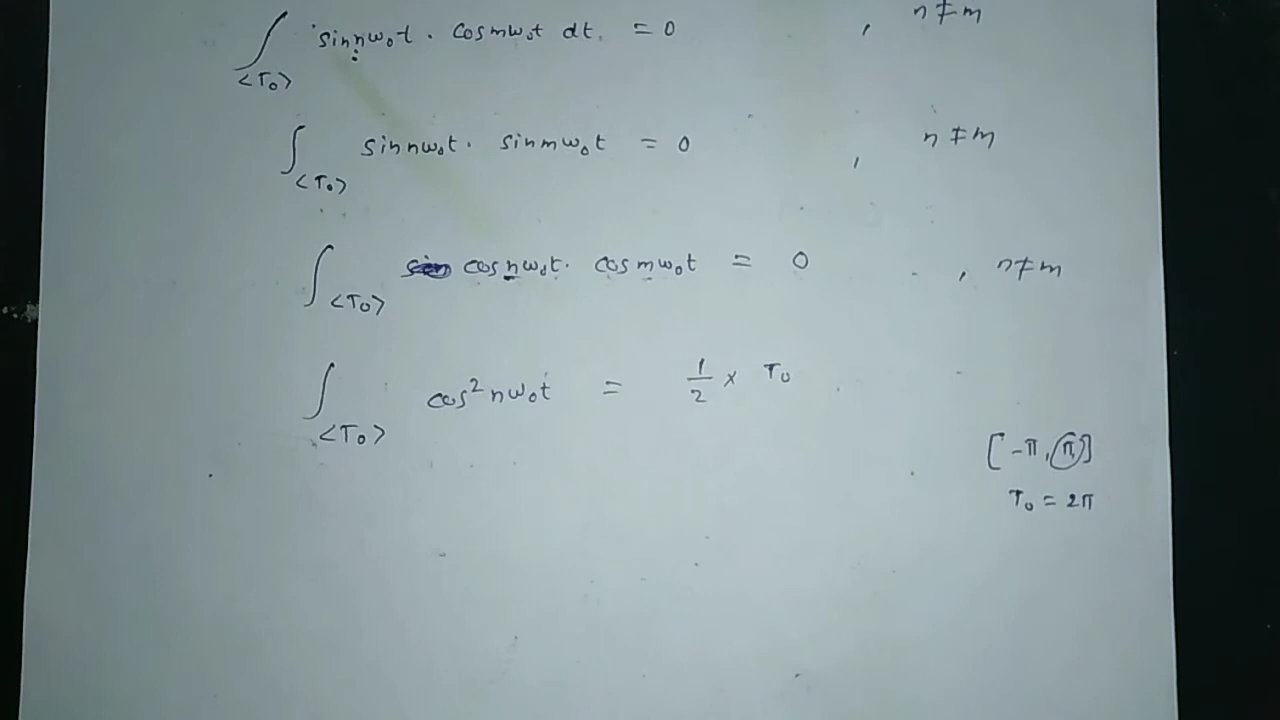 ∫<T₀> sin nω₀t . cos mω₀t dt = 0 , n ≠ m
∫<T₀> sin nω₀t . sin mω₀t = 0 , n ≠ m
∫<T₀> cos nω₀t . cos mω₀t = 0 , n ≠ m
∫<T₀> cos² nω₀t = 1/2 × T₀
[-π, π]
T₀ = 2π